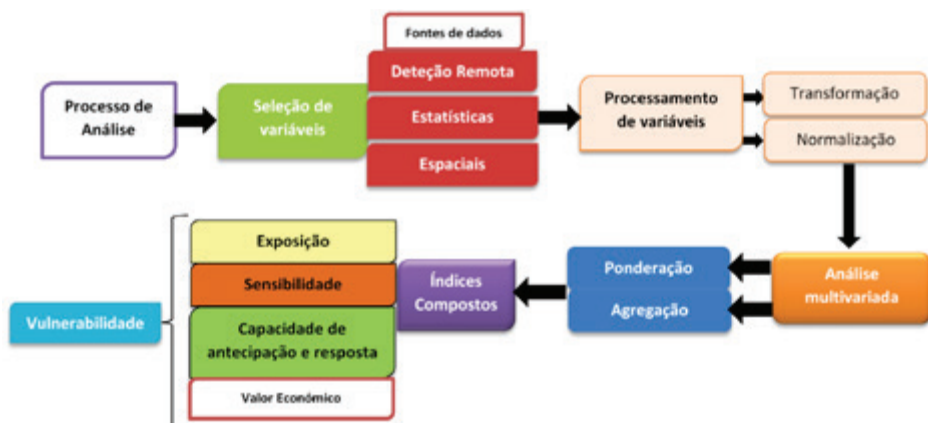 Fontes de dados
Processo de
Análise
Seleção de
variáveis
Deteção Remota
Estatísticas
Espaciais
Processamento
de variáveis
Transformação
Normalização
Análise
multivariada
Ponderação
Agregação
Índices
Compostos
Exposição
Sensibilidade
Capacidade de
antecipação e resposta
Valor Económico
Vulnerabilidade